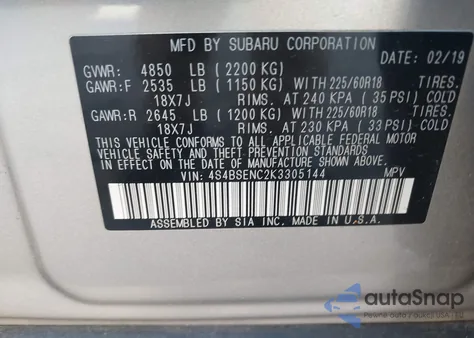 MFD BY SUBARU CORPORATION
DATE: 02/19
GVWR: 4850 LB (2200 KG)
GAWR:F 2535 LB (1150 KG) WITH 225/60R18 TIRES.
18X7J RIMS. AT 240 KPA (35 PSI) COLD
GAWR:R 2645 LB (1200 KG) WITH 225/60R18 TIRES.
18X7J RIMS. AT 230 KPA (33 PSI) COLD
THIS VEHICLE CONFORMS TO ALL APPLICABLE FEDERAL MOTOR
VEHICLE SAFETY AND THEFT PREVENTION STANDARDS
IN EFFECT ON THE DATE OF MANUFACTURE SHOWN ABOVE.
VIN: 4S4BSENC2K3305144 MPV
ASSEMBLED BY SIA INC. IN U.S.A.
autoSnap